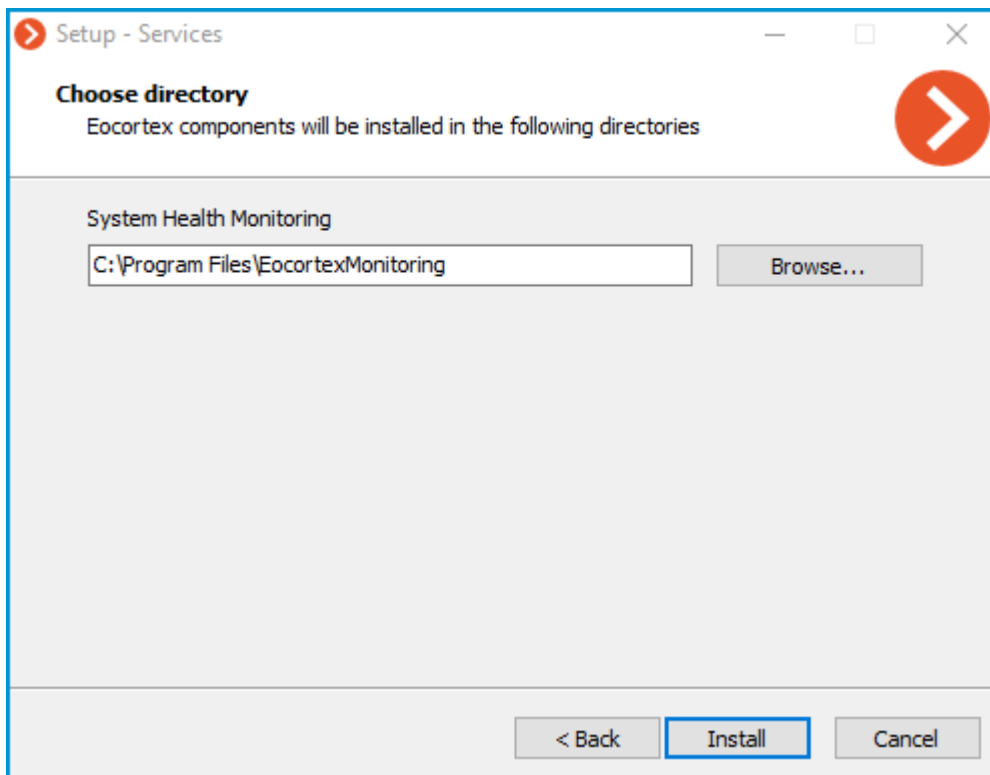 Setup - Services
Choose directory
Eocortex components will be installed in the following directories
System Health Monitoring
C:\Program Files\EocortexMonitoring
Browse...
< Back
Install
Cancel